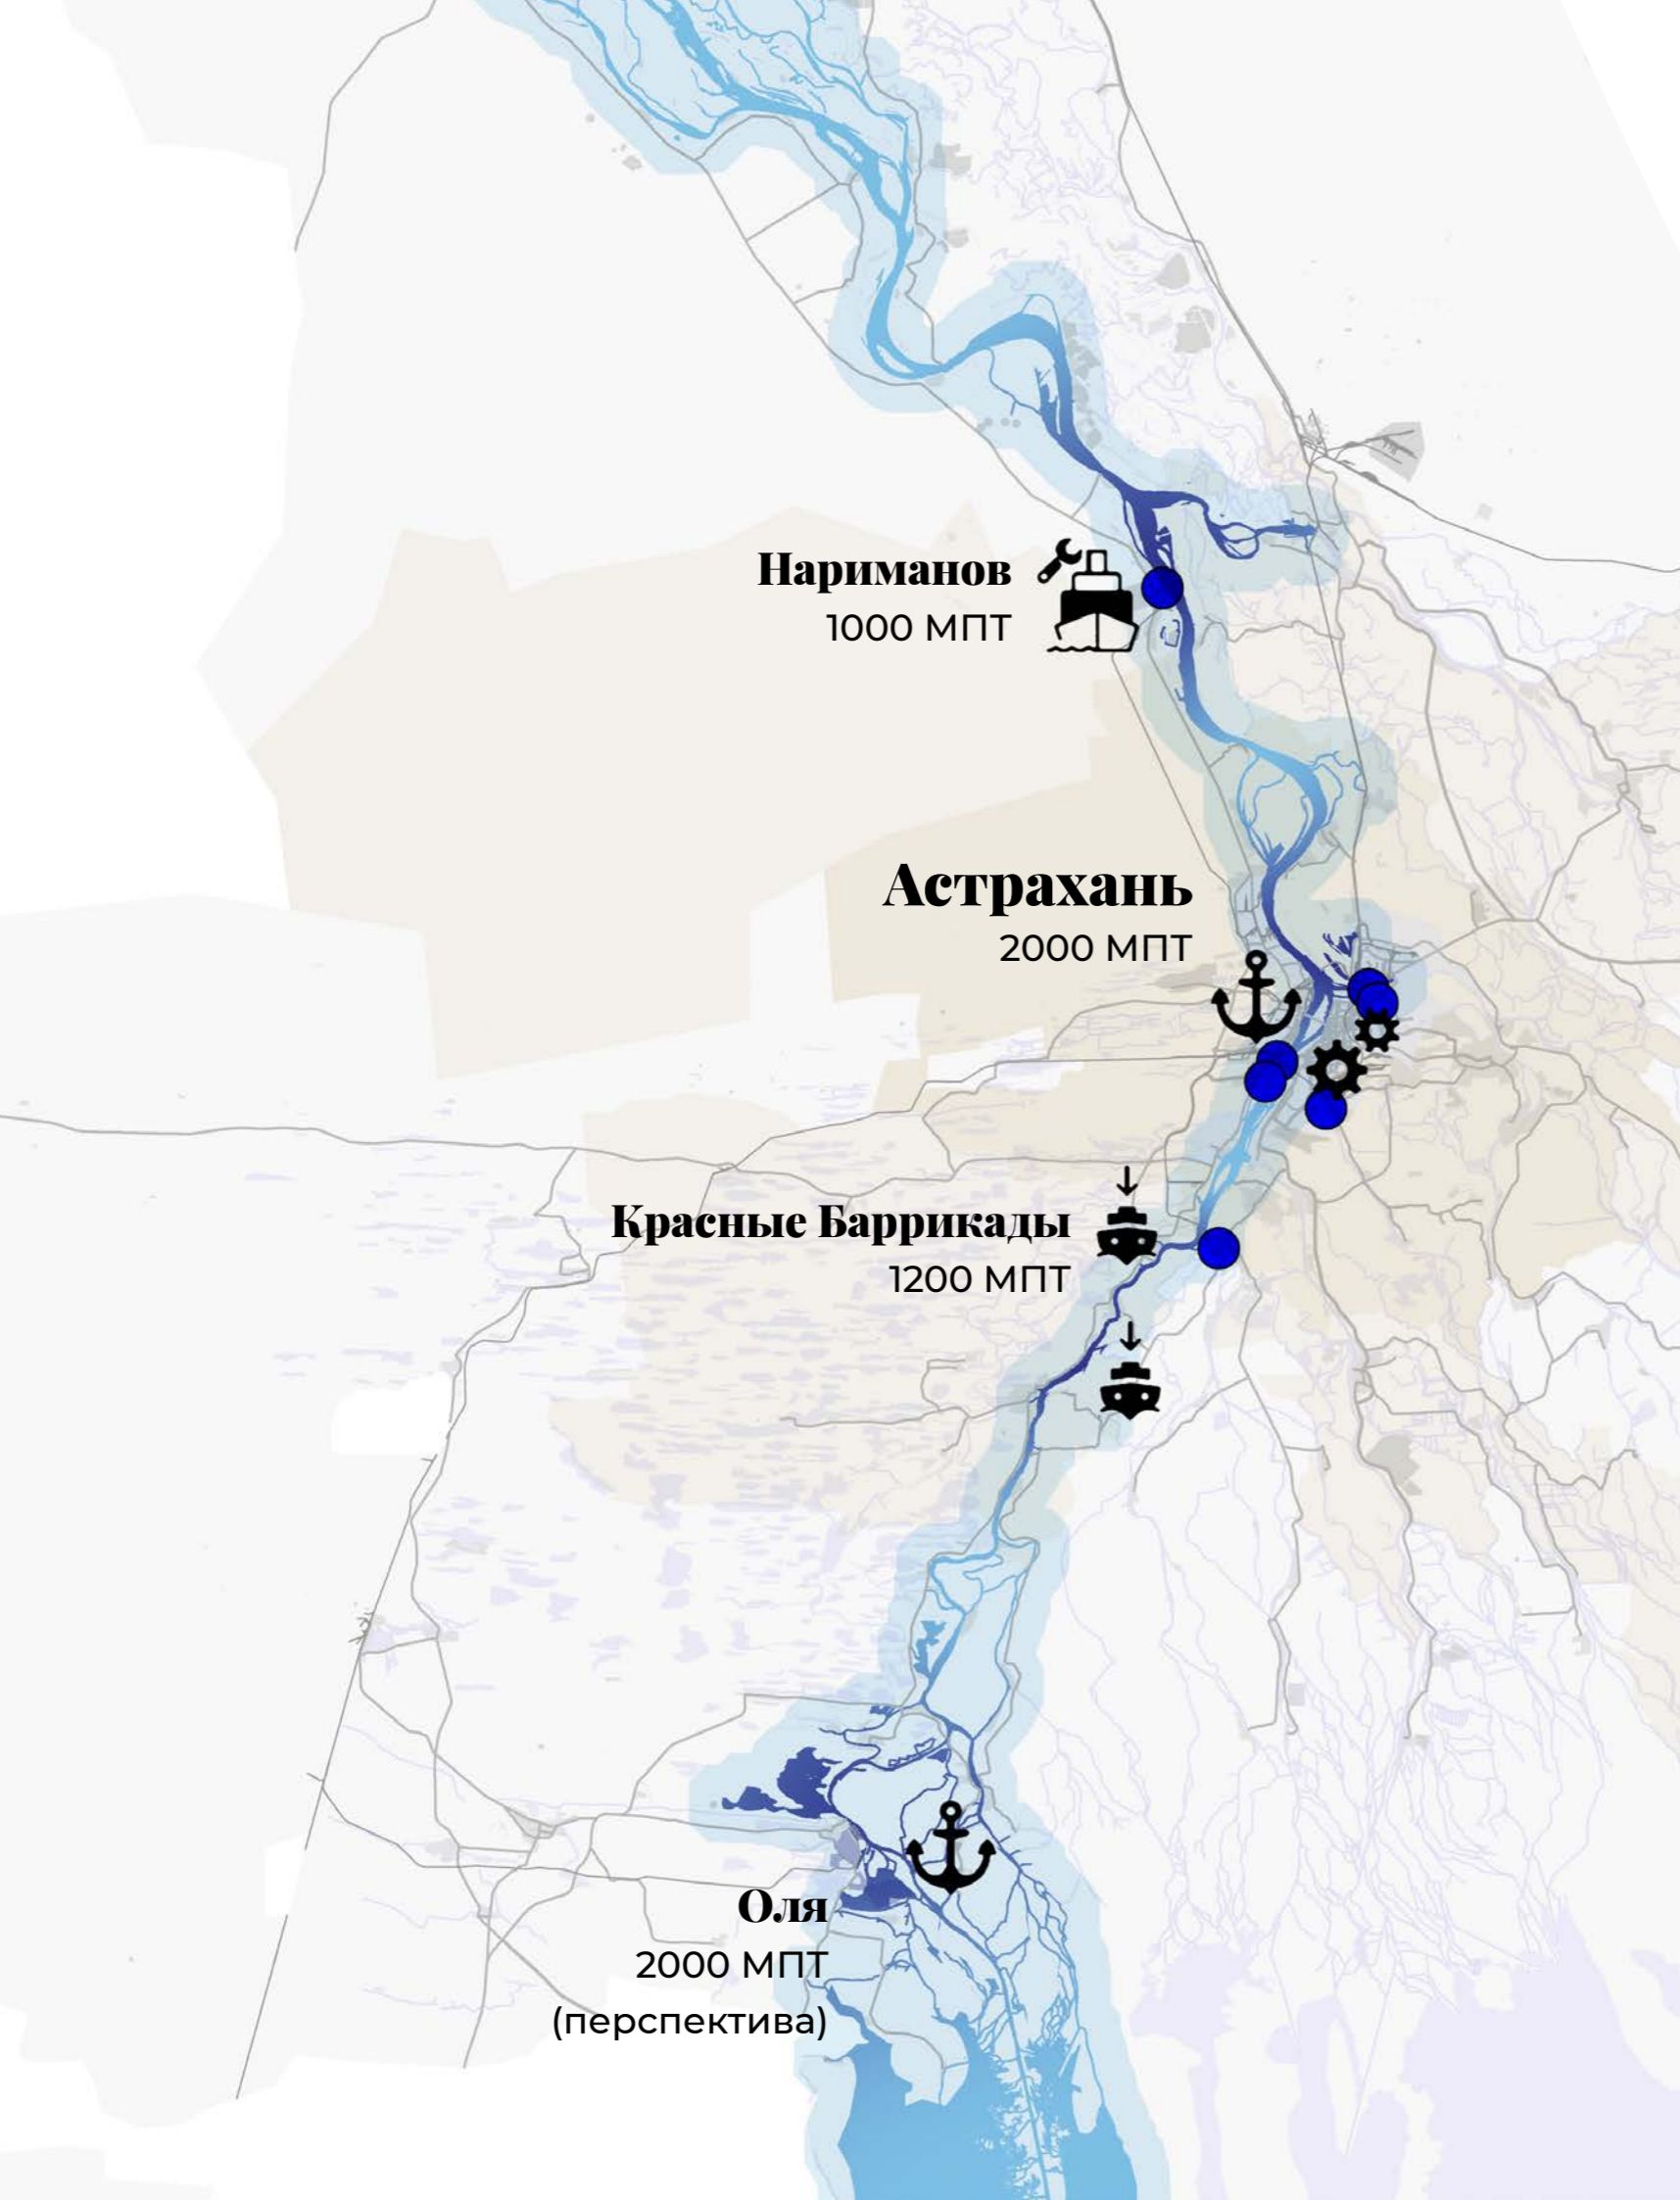 Нариманов
1000 МПТ
Астрахань
2000 МПТ
Красные Баррикады
1200 МПТ
Оля
2000 МПТ
(перспектива)